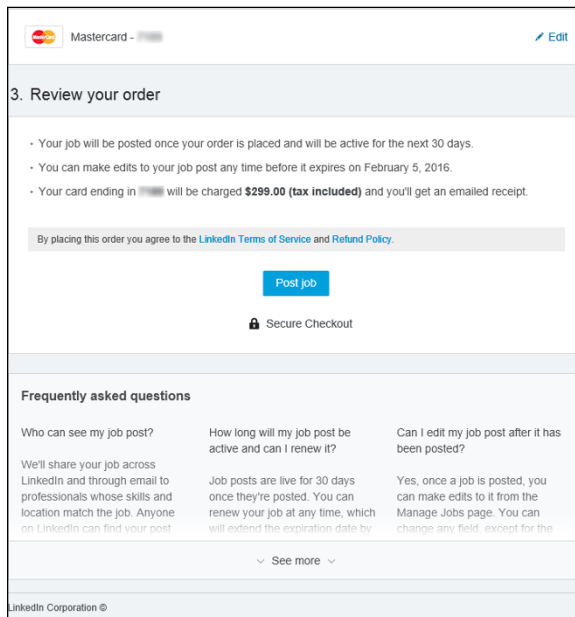 MasterCard
Mastercard -
Edit
3. Review your order
Your job will be posted once your order is placed and will be active for the next 30 days.
You can make edits to your job post any time before it expires on February 5, 2016.
Your card ending in will be charged $299.00 (tax included) and you'll get an emailed receipt.
By placing this order you agree to the LinkedIn Terms of Service and Refund Policy.
Post job
Secure Checkout
Frequently asked questions
Who can see my job post?
We'll share your job across
LinkedIn and through email to
professionals whose skills and
location match the job. Anyone
on LinkedIn can find your post
How long will my job post be
active and can I renew it?
Job posts are live for 30 days
once they're posted. You can
renew your job at any time, which
will extend the expiration date by
Can I edit my job post after it has
been posted?
Yes, once a job is posted, you
can make edits to it from the
Manage Jobs page. You can
change any field, except for the
See more
LinkedIn Corporation ©